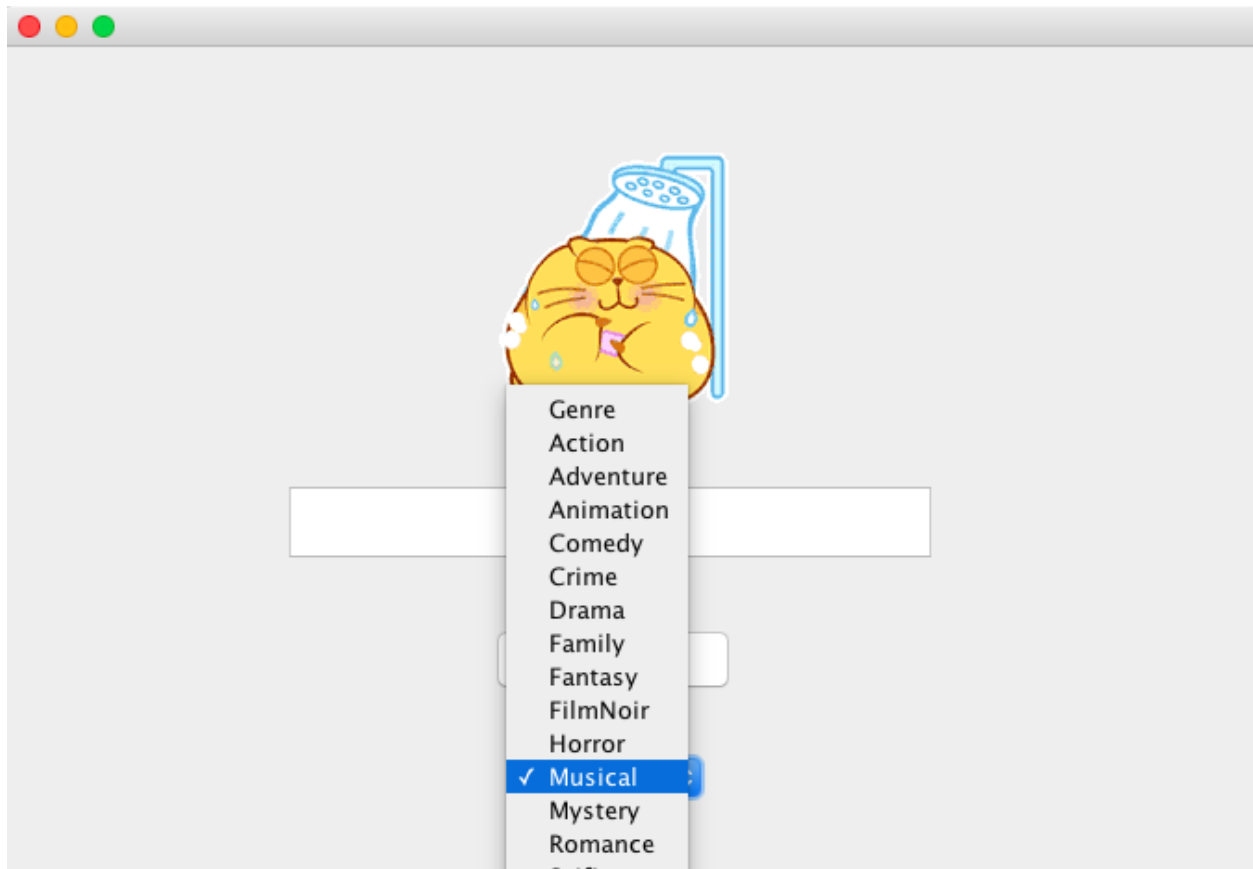 Genre
Action
Adventure
Animation
Comedy
Crime
Drama
Family
Fantasy
FilmNoir
Horror
✓ Musical
Mystery
Romance